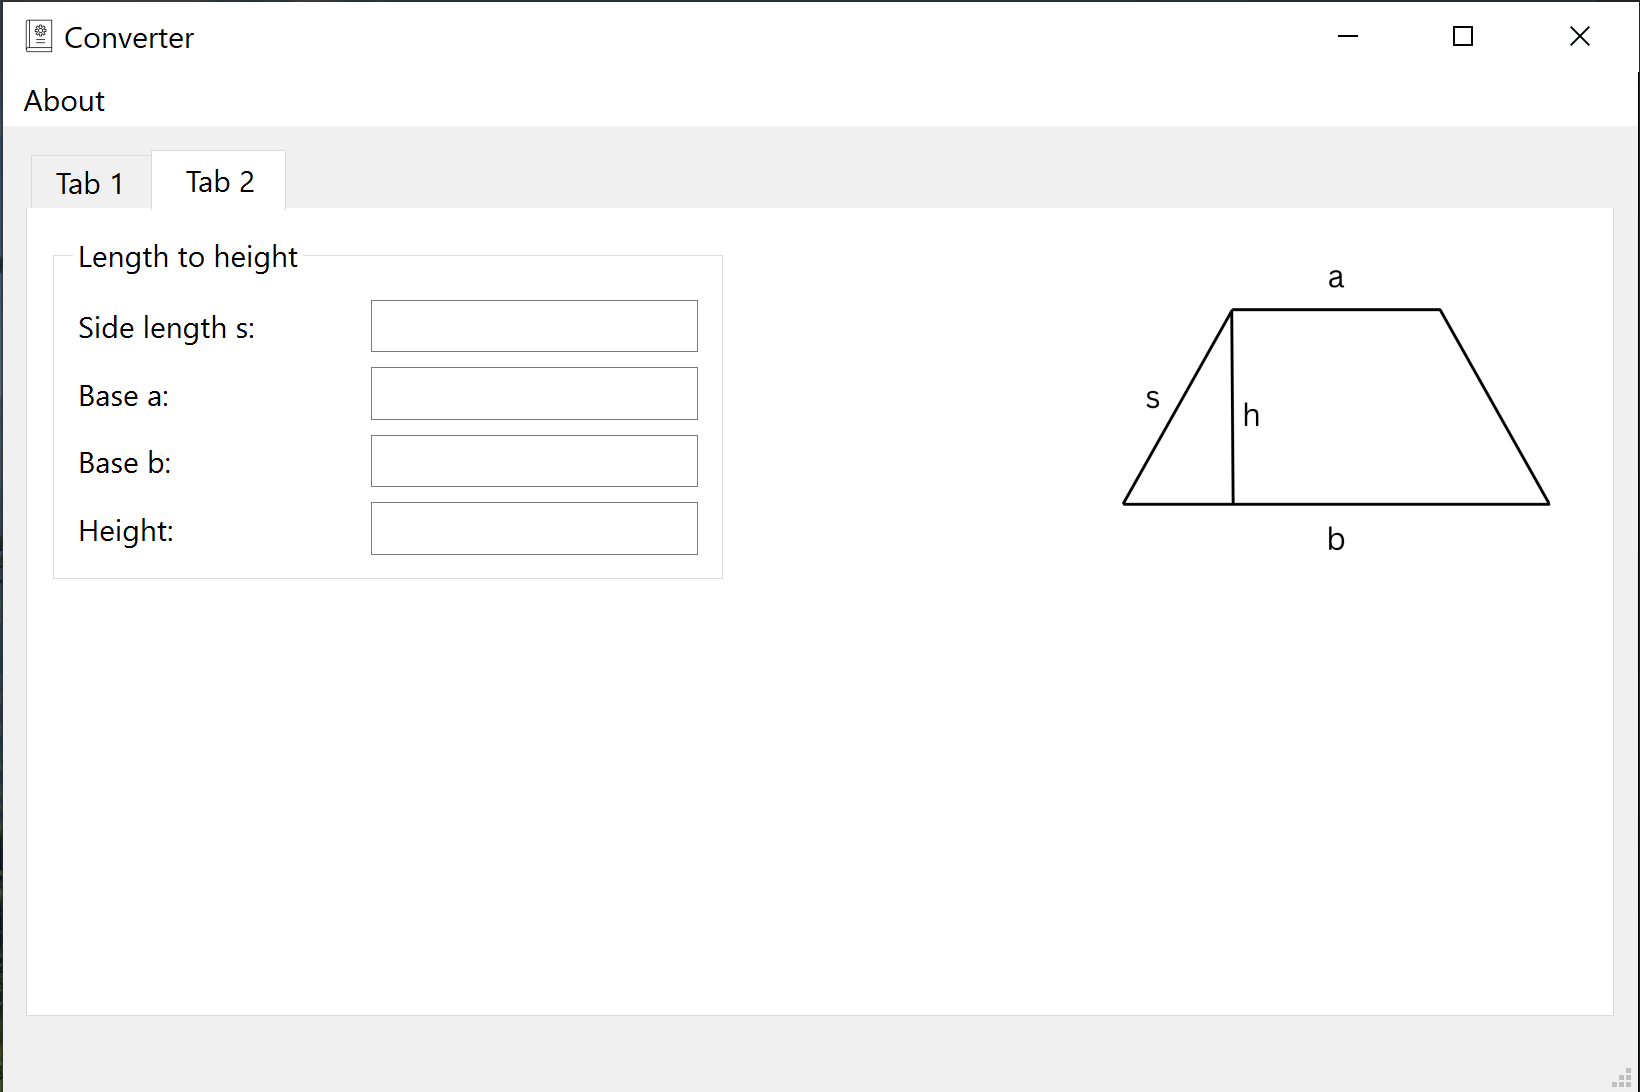 Converter
About
Tab 1
Tab 2
Length to height
Side length s:
Base a:
Base b:
Height:
a
s
h
b